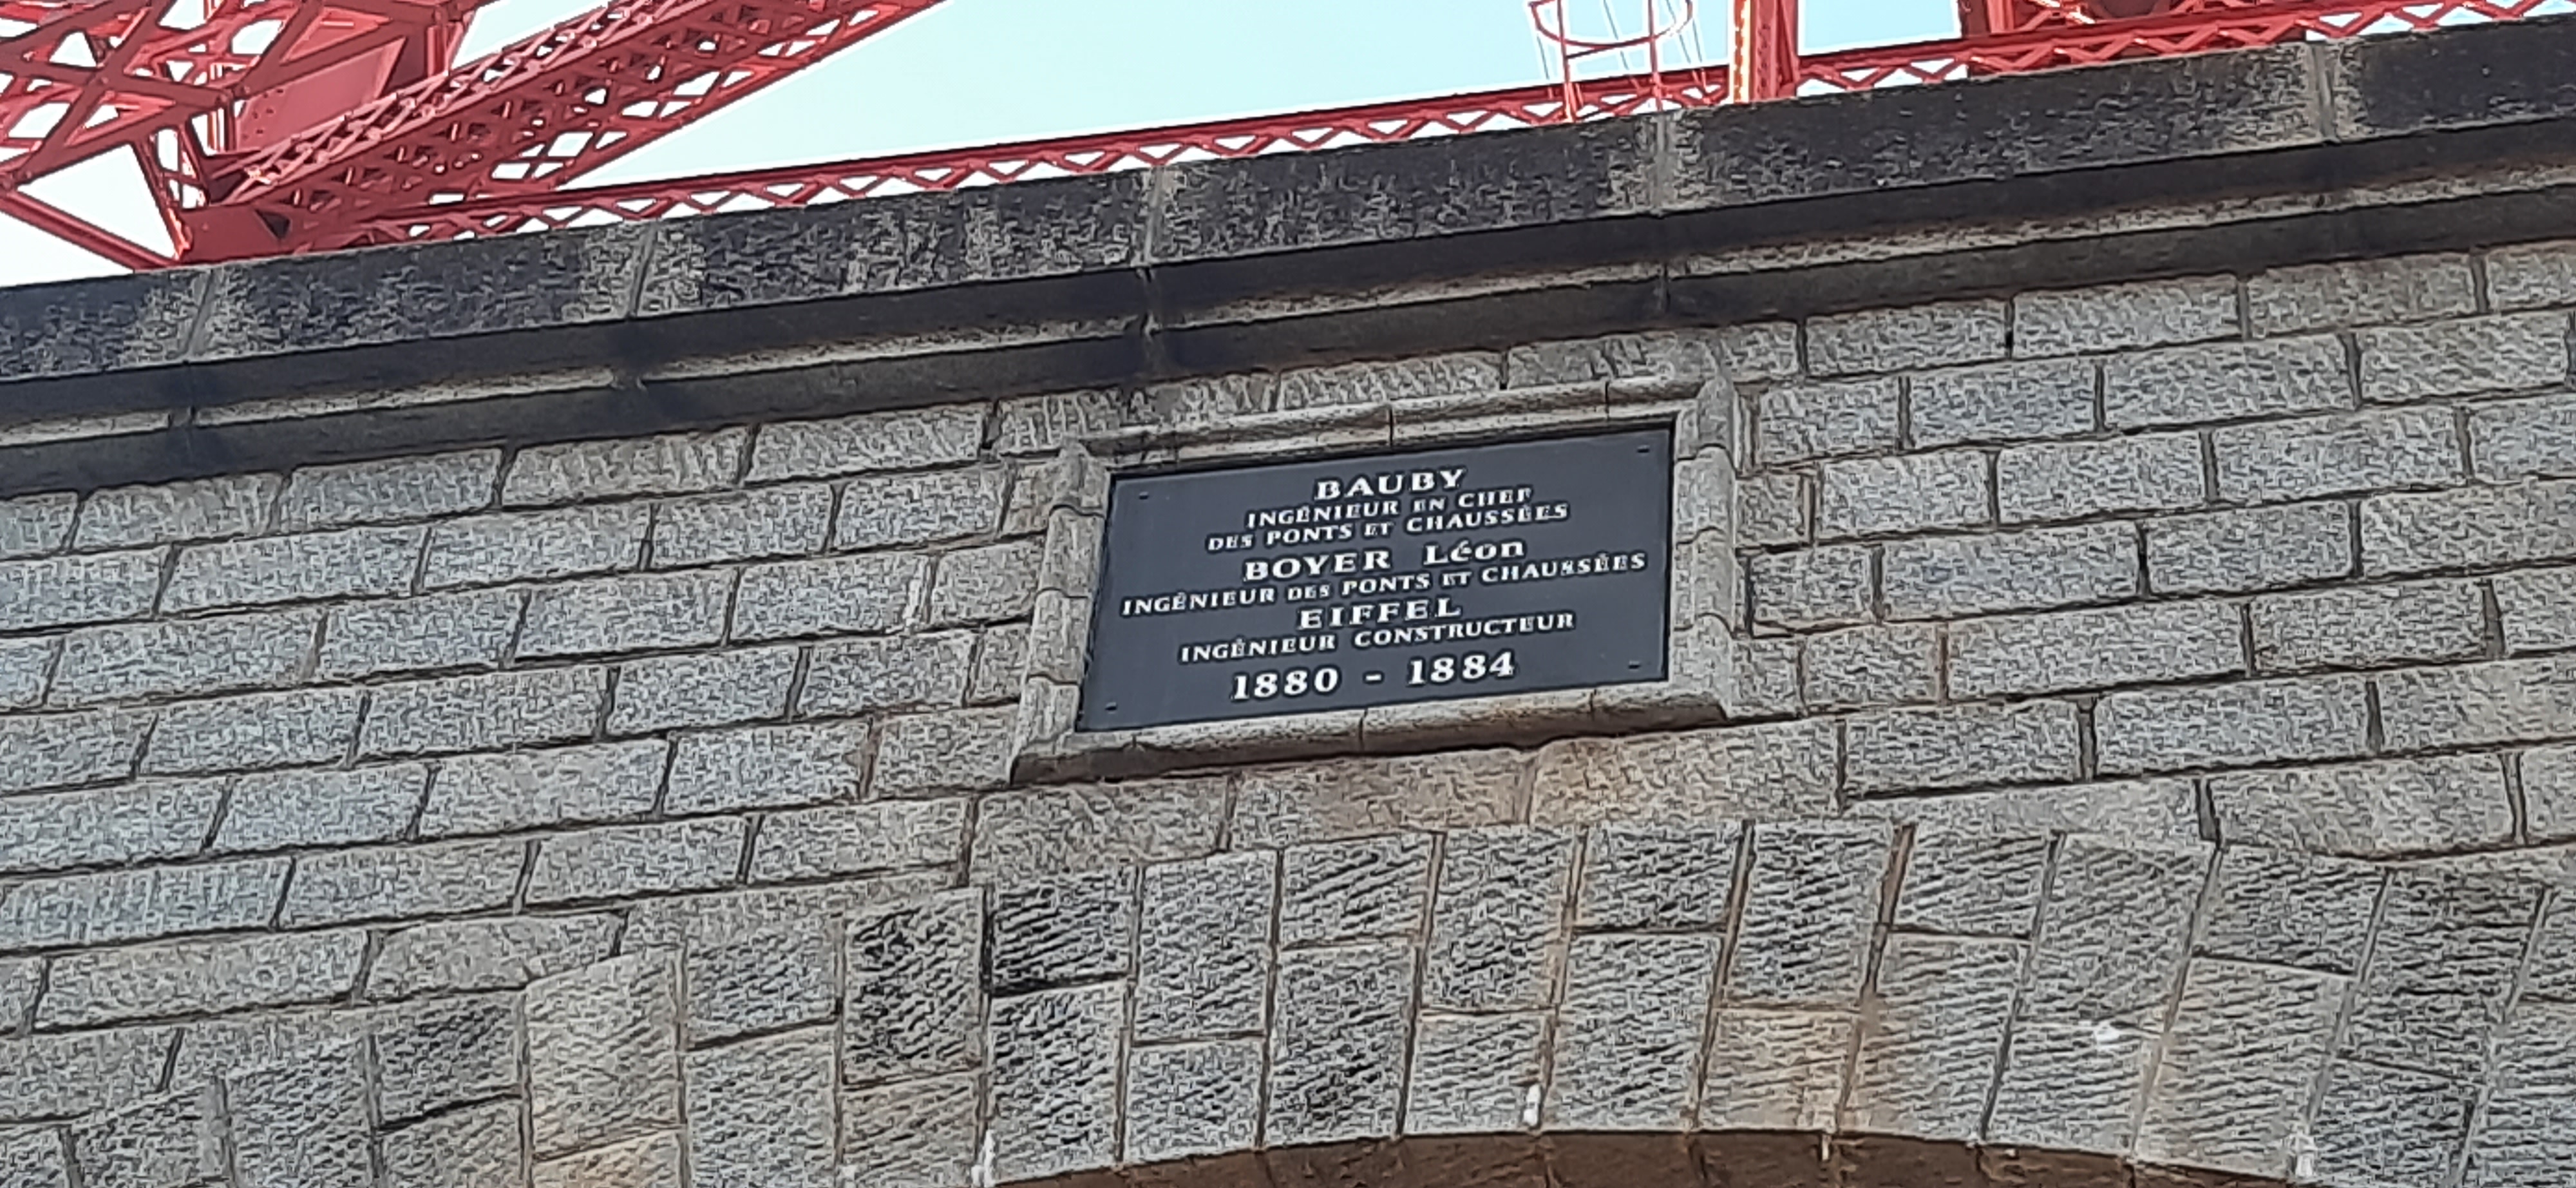 BAUBY
INGÉNIEUR EN CHEF
DES PONTS ET CHAUSSÉES
BOYER Léon
INGÉNIEUR DES PONTS ET CHAUSSÉES
EIFFEL
INGÉNIEUR CONSTRUCTEUR
1880 - 1884